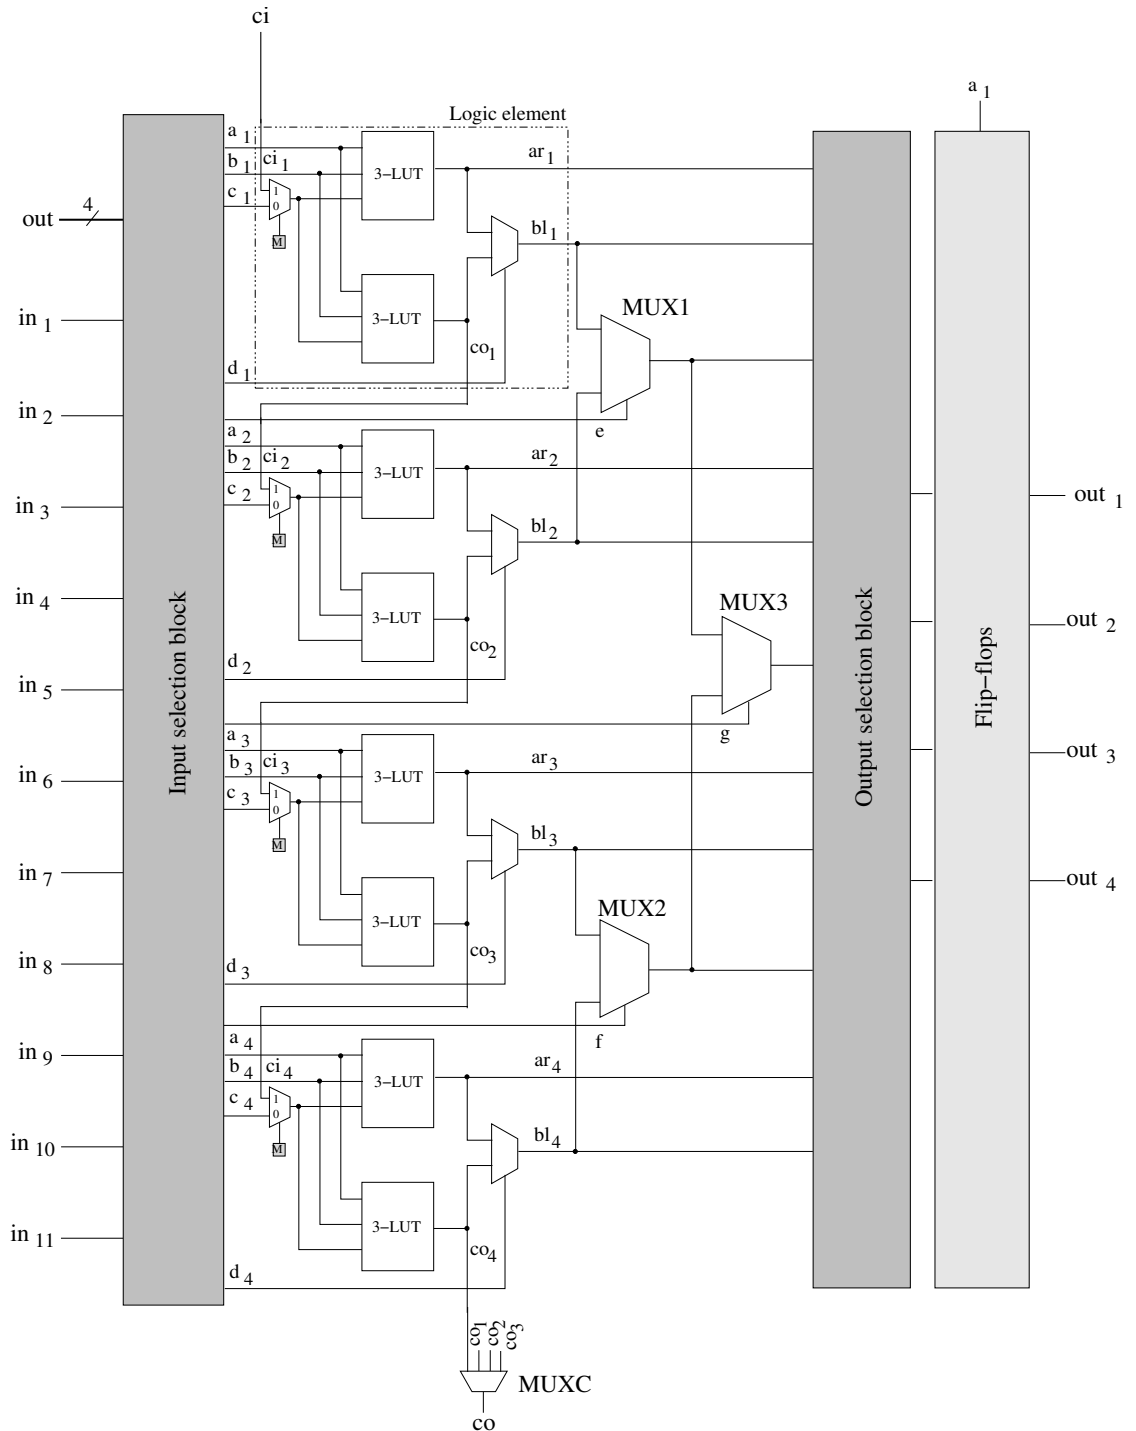 ci
a 1
Logic element
a 1
b 1 ci 1
c 1
1
0
M
3−LUT
ar 1
out 4
bl 1
in 1
3−LUT
MUX1
co 1
d 1
in 2
e
a 2
b 2 ci 2
c 2
1
0
M
3−LUT
ar 2
in 3
out 1
bl 2
in 4
3−LUT
MUX3
out 2
co 2
d 2
in 5
g
Input selection block
Output selection block
Flip−flops
a 3
b 3 ci 3
c 3
1
0
M
3−LUT
ar 3
out 3
in 6
bl 3
in 7
out 4
3−LUT
MUX2
co 3
d 3
in 8
f
a 4
b 4 ci 4
c 4
1
0
M
3−LUT
ar 4
in 9
bl 4
in 10
3−LUT
in 11
co 4
d 4
co 1
co 2
co 3
MUXC
co